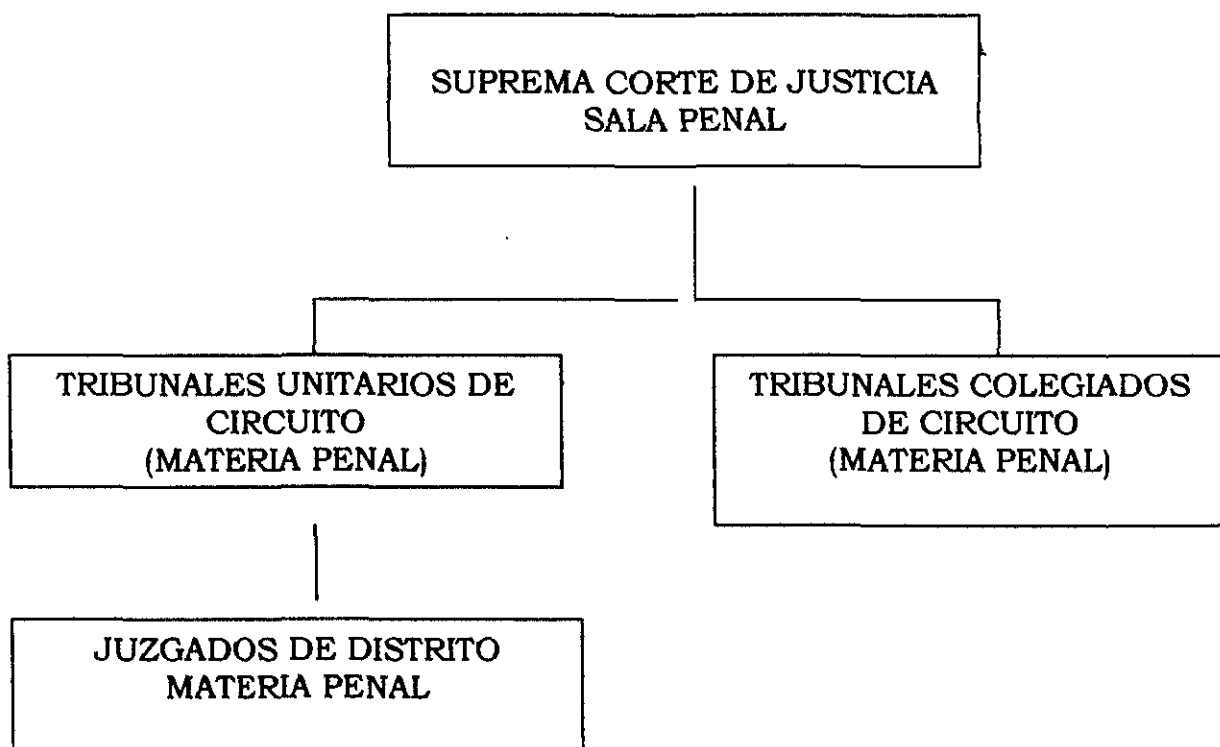 SUPREMA CORTE DE JUSTICIA
SALA PENAL
TRIBUNALES UNITARIOS DE
CIRCUITO
(MATERIA PENAL)
TRIBUNALES COLEGIADOS
DE CIRCUITO
(MATERIA PENAL)
JUZGADOS DE DISTRITO
MATERIA PENAL